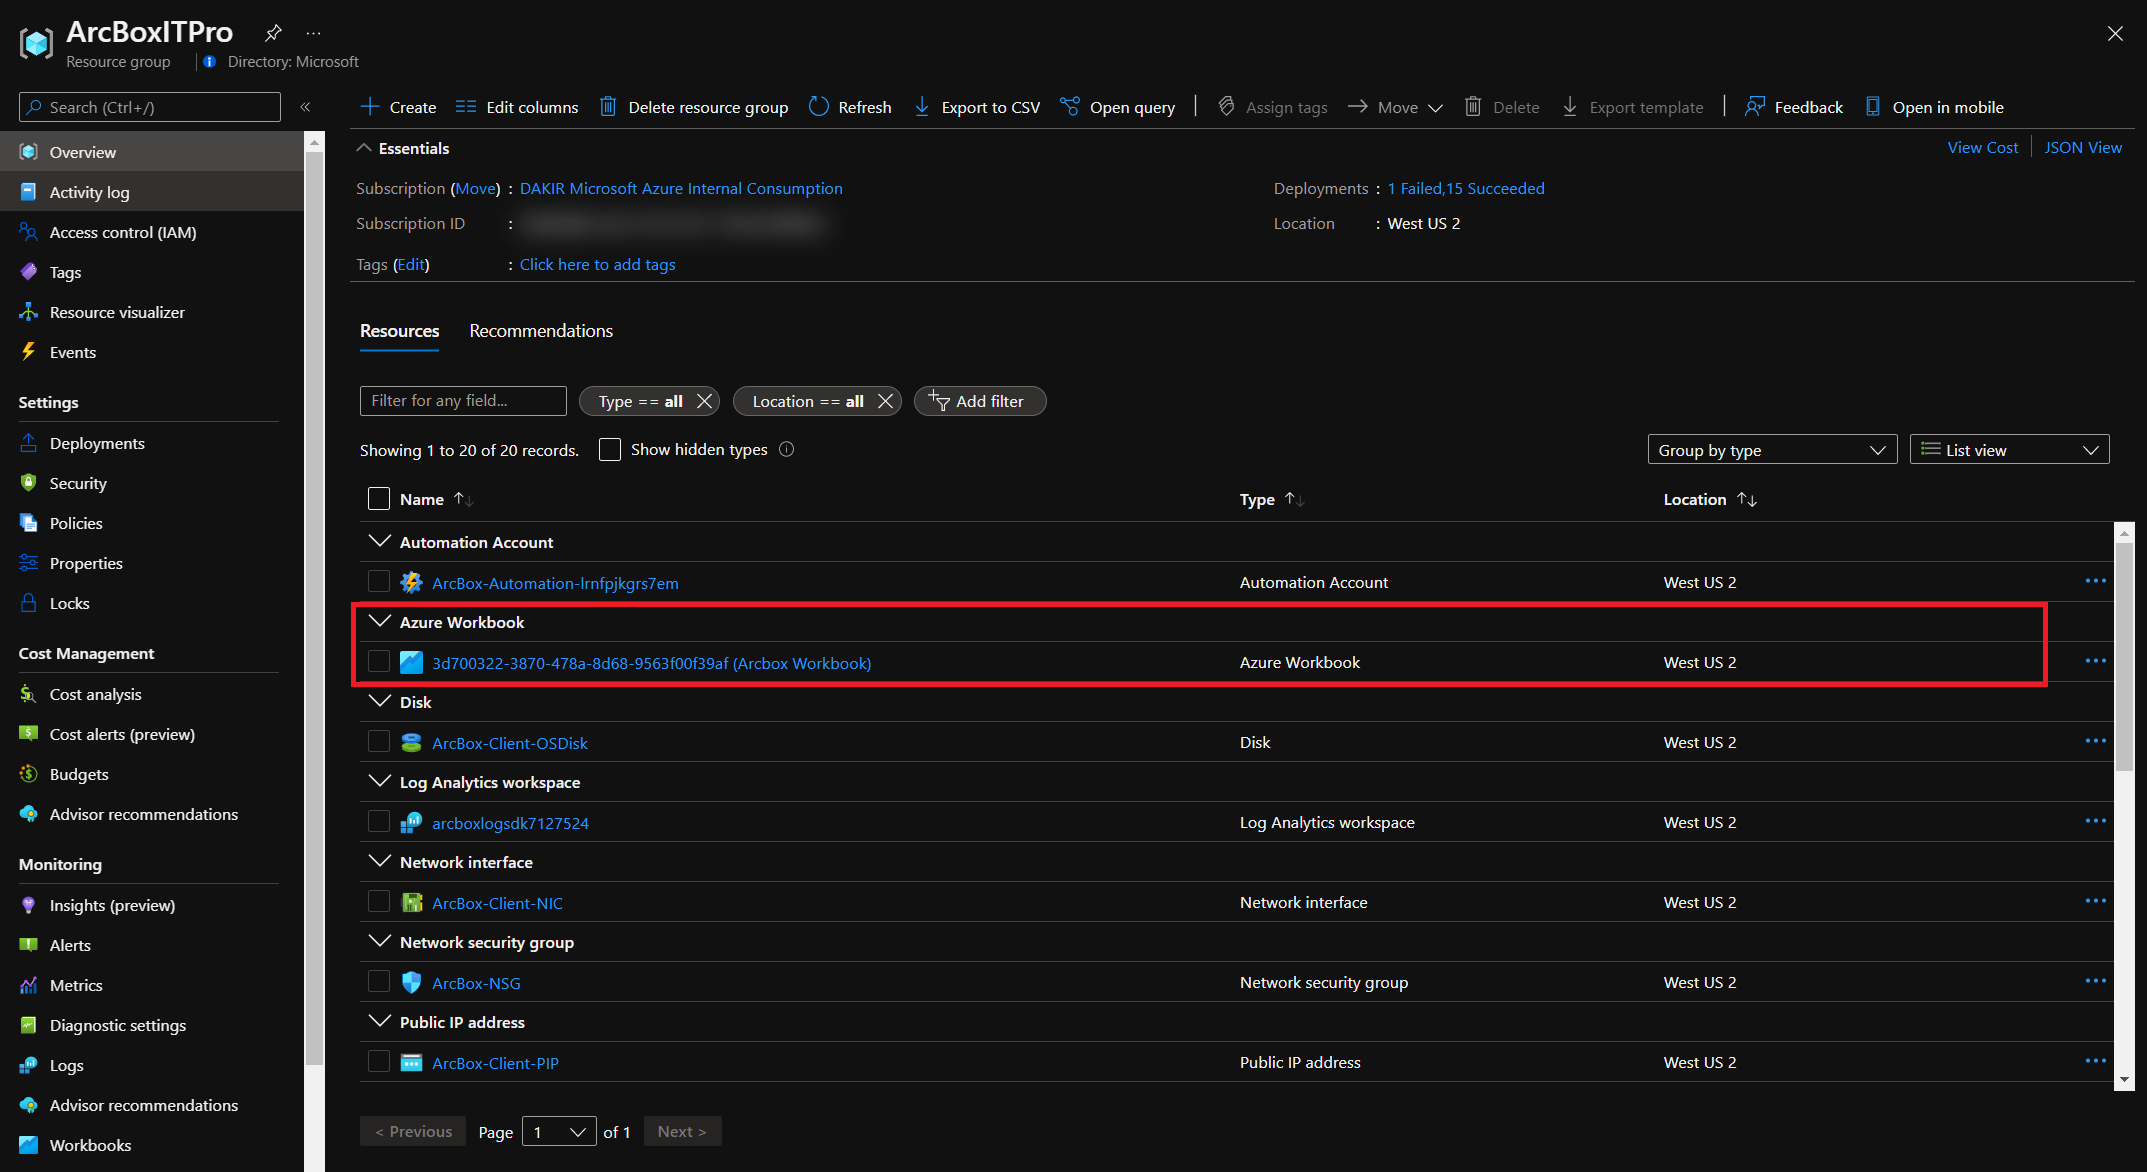 ArcBoxITPro
Resource group
Directory: Microsoft
Search (Ctrl+/)
Overview
Activity log
Access control (IAM)
Tags
Resource visualizer
Events
Settings
Deployments
Security
Policies
Properties
Locks
Cost Management
Cost analysis
Cost alerts (preview)
Budgets
Advisor recommendations
Monitoring
Insights (preview)
Alerts
Metrics
Diagnostic settings
Logs
Advisor recommendations
Workbooks
Create Edit columns Delete resource group Refresh Export to CSV Open query Assign tags Move Delete Export template Feedback Open in mobile
Essentials
View Cost JSON View
Subscription (Move) : DAKIR Microsoft Azure Internal Consumption
Deployments : 1 Failed,15 Succeeded
Subscription ID :
Location : West US 2
Tags (Edit) : Click here to add tags
Resources Recommendations
Filter for any field... Type == all Location == all Add filter
Showing 1 to 20 of 20 records. Show hidden types
Group by type List view
Name Type Location
Automation Account
ArcBox-Automation-lrnfpjkgrs7em Automation Account West US 2
Azure Workbook
3d700322-3870-478a-8d68-9563f00f39af (Arcbox Workbook) Azure Workbook West US 2
Disk
ArcBox-Client-OSDisk Disk West US 2
Log Analytics workspace
arcboxlogsdk7127524 Log Analytics workspace West US 2
Network interface
ArcBox-Client-NIC Network interface West US 2
Network security group
ArcBox-NSG Network security group West US 2
Public IP address
ArcBox-Client-PIP Public IP address West US 2
< Previous Page 1 of 1 Next >